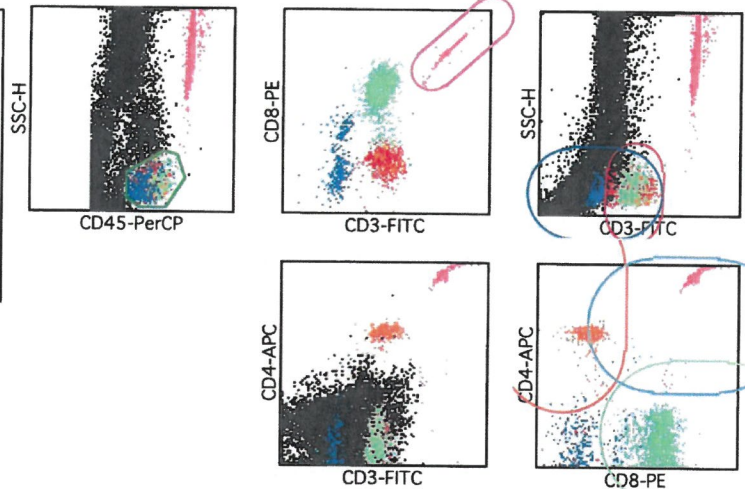 SSC-H
CD45-PerCP
CD8-PE
CD3-FITC
SSC-H
CD3-FITC
CD4-APC
CD3-FITC
CD4-APC
CD8-PE